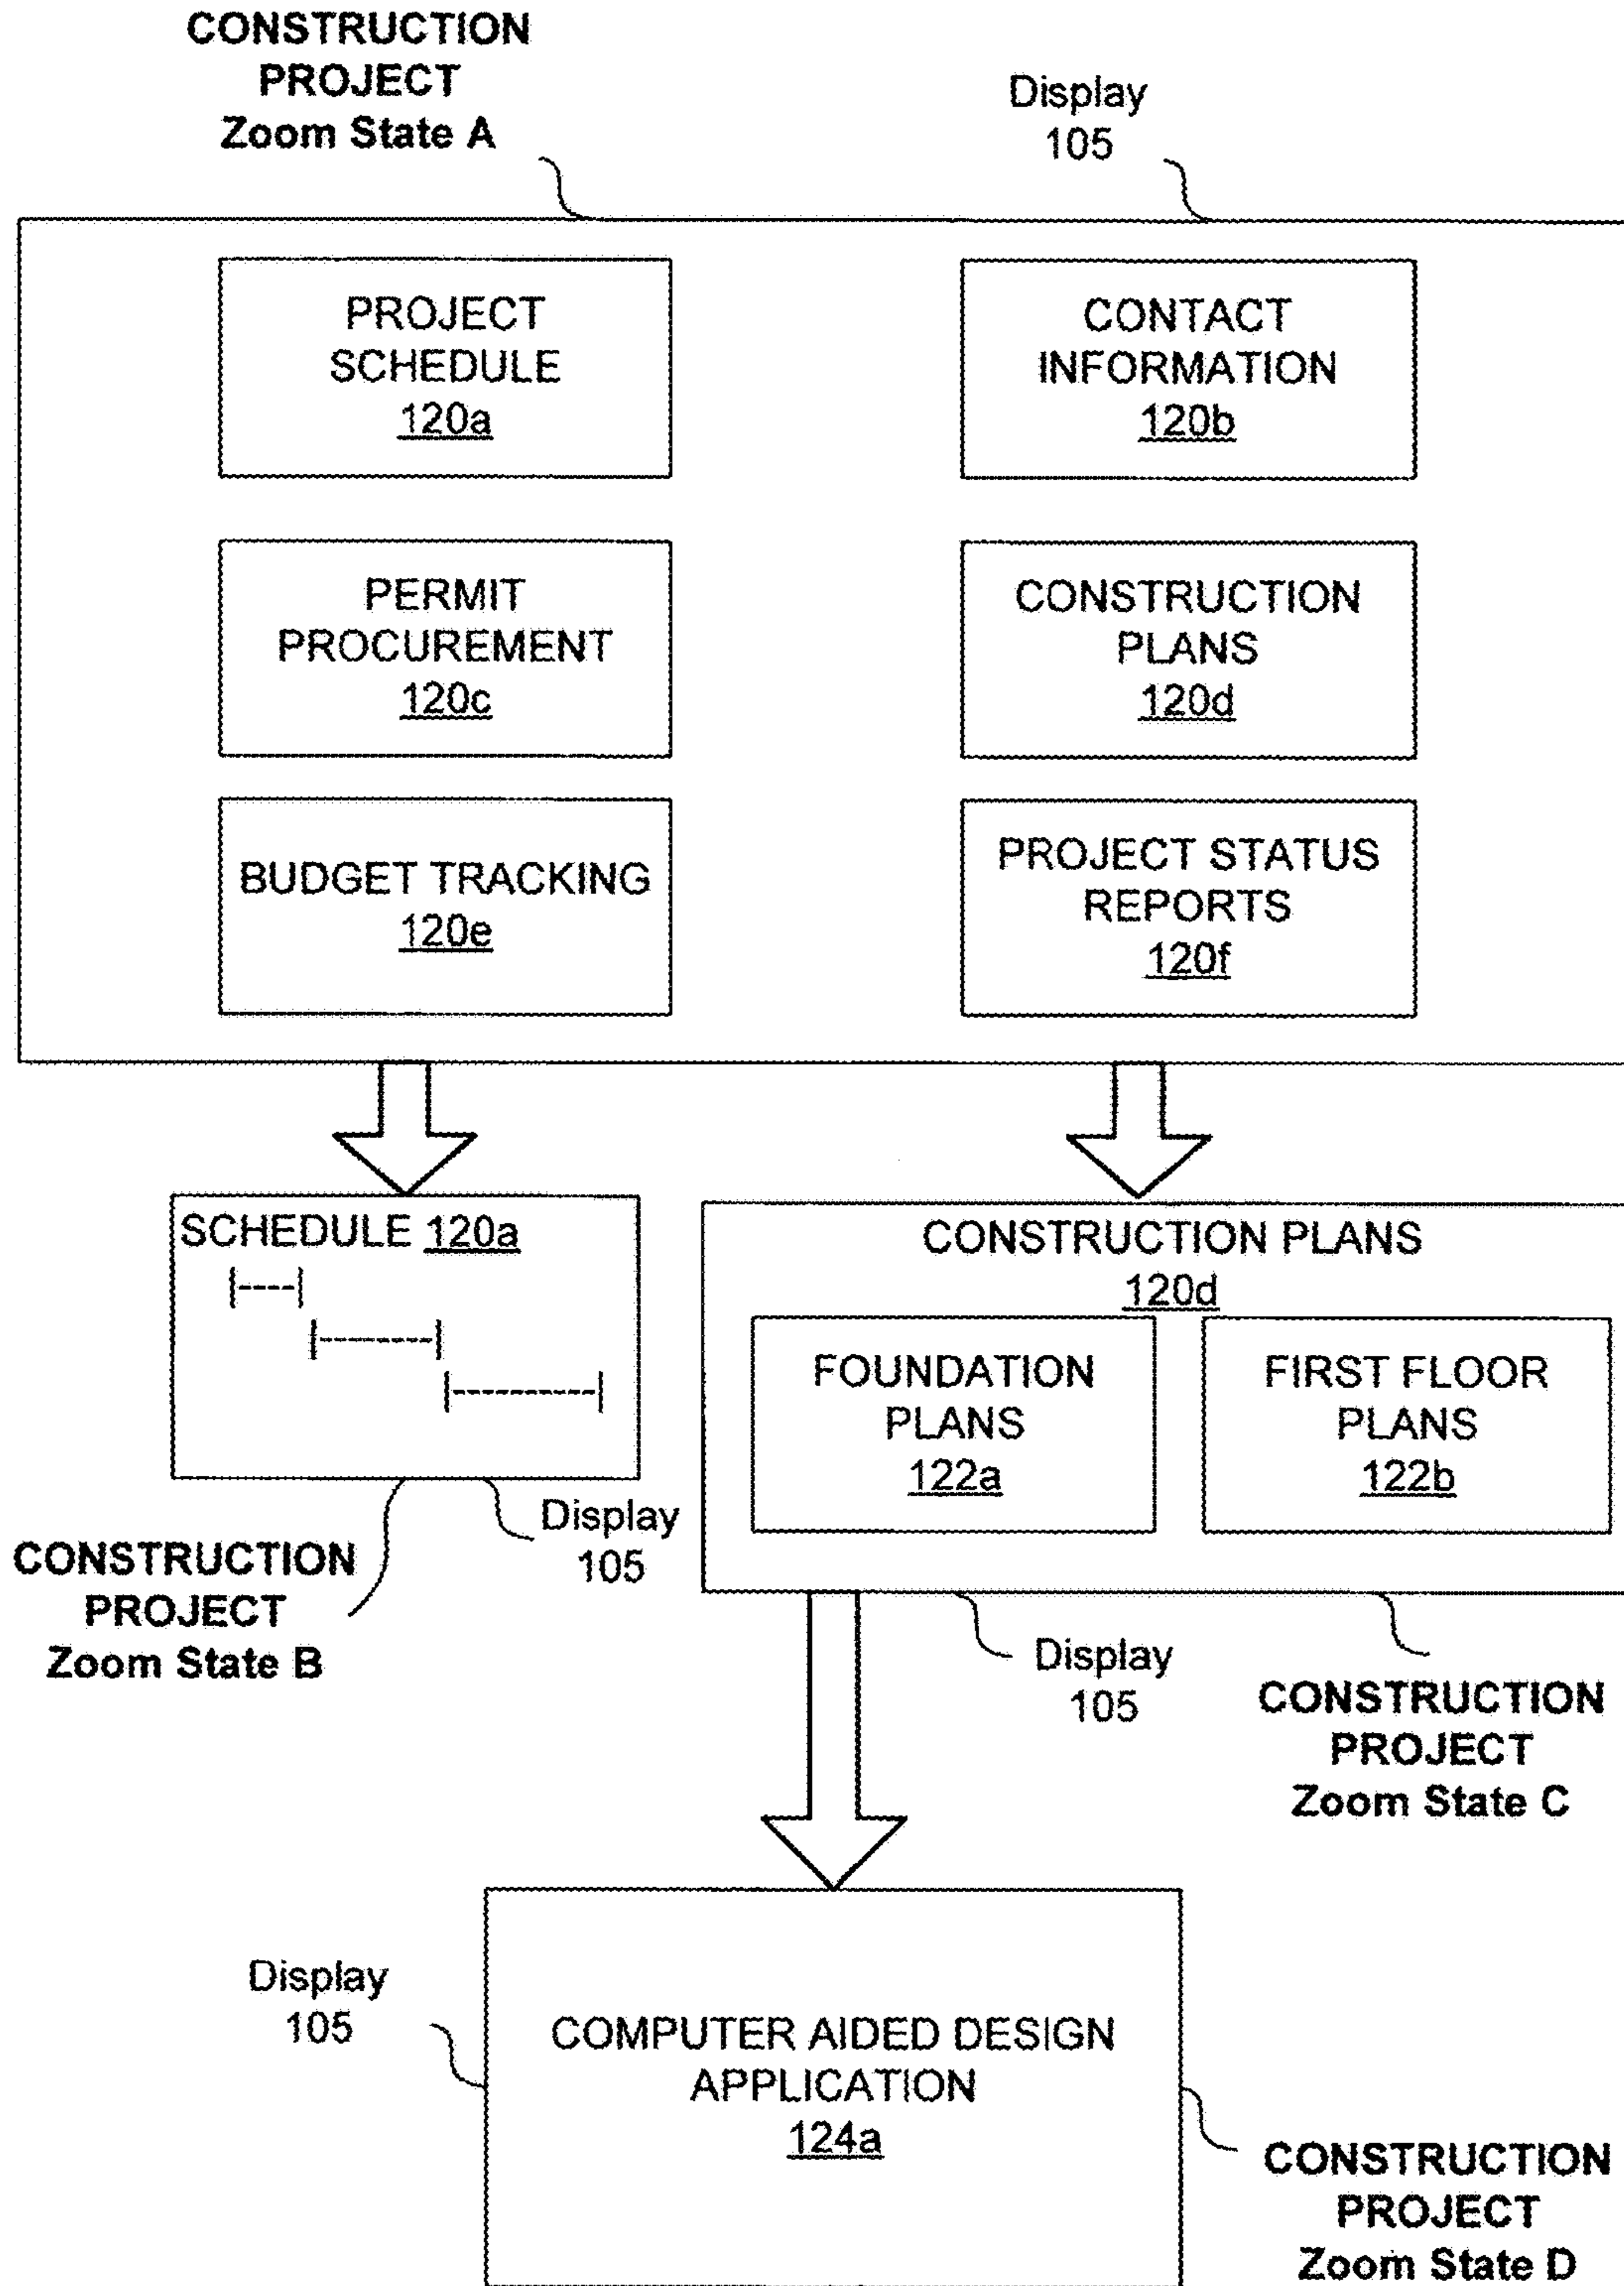 CONSTRUCTION
PROJECT
Zoom State A
Display
105
PROJECT
SCHEDULE
120a
CONTACT
INFORMATION
120b
PERMIT
PROCUREMENT
120c
CONSTRUCTION
PLANS
120d
BUDGET TRACKING
120e
PROJECT STATUS
REPORTS
120f
SCHEDULE 120a
CONSTRUCTION PLANS
120d
FOUNDATION
PLANS
122a
FIRST FLOOR
PLANS
122b
Display
105
CONSTRUCTION
PROJECT
Zoom State B
Display
105
CONSTRUCTION
PROJECT
Zoom State C
Display
105
COMPUTER AIDED DESIGN
APPLICATION
124a
CONSTRUCTION
PROJECT
Zoom State D